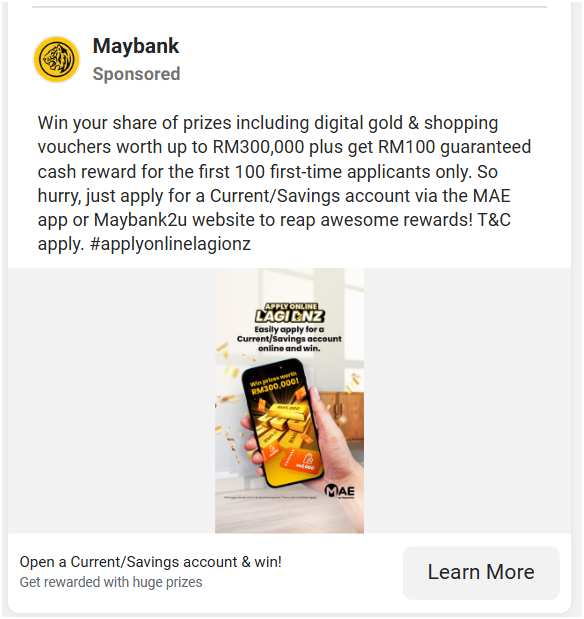 Maybank
Sponsored
Win your share of prizes including digital gold & shopping
vouchers worth up to RM300,000 plus get RM100 guaranteed
cash reward for the first 100 first-time applicants only. So
hurry, just apply for a Current/Savings account via the MAE
app or Maybank2u website to reap awesome rewards! T&C
apply. #applyonlinelagionz
APPLY ONLINE
LAGI ONZ
Easily apply for a
Current/Savings account
online and win.
Win prizes worth
RM300,000!
MAE
Open a Current/Savings account & win!
Get rewarded with huge prizes
Learn More